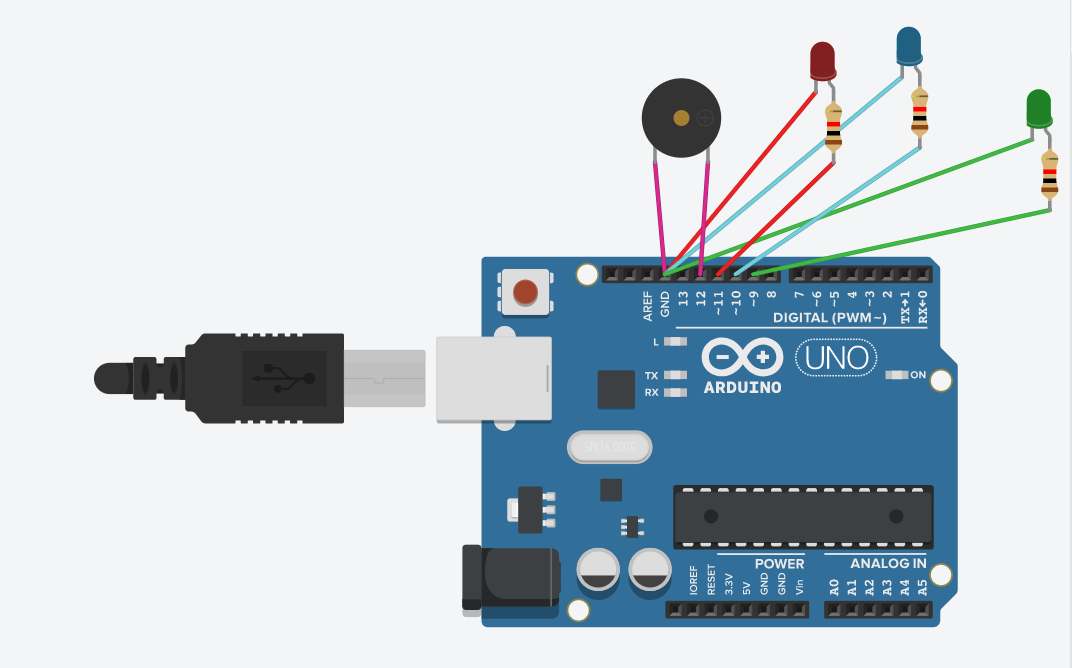 AREF
GND
13
12
~11
~10
~9
8
7
~6
~5
4
~3
2
TX→1
RX←0
DIGITAL (PWM~)
L
TX
RX
ARDUINO
UNO
ON
SPK16.000G
IOREF
RESET
3.3V
5V
GND
GND
Vin
POWER
ANALOG IN
A0
A1
A2
A3
A4
A5